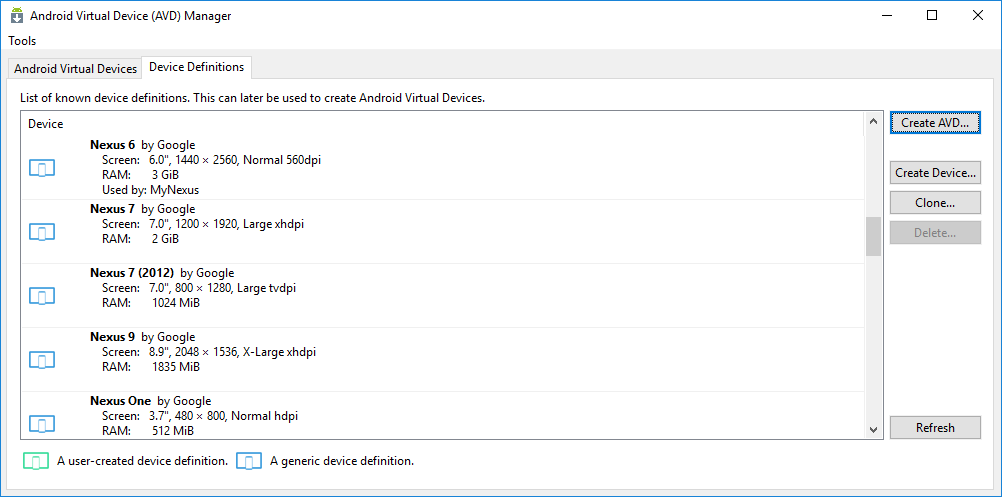 Android Virtual Device (AVD) Manager
Tools
Android Virtual Devices
Device Definitions
List of known device definitions. This can later be used to create Android Virtual Devices.
Device
Create AVD...
Nexus 6 by Google
Screen: 6.0", 1440 × 2560, Normal 560dpi
RAM: 3 GiB
Used by: MyNexus
Create Device...
Clone...
Delete...
Nexus 7 by Google
Screen: 7.0", 1200 × 1920, Large xhdpi
RAM: 2 GiB
Nexus 7 (2012) by Google
Screen: 7.0", 800 × 1280, Large tvdpi
RAM: 1024 MiB
Nexus 9 by Google
Screen: 8.9", 2048 × 1536, X-Large xhdpi
RAM: 1835 MiB
Nexus One by Google
Screen: 3.7", 480 × 800, Normal hdpi
RAM: 512 MiB
Refresh
A user-created device definition.
A generic device definition.